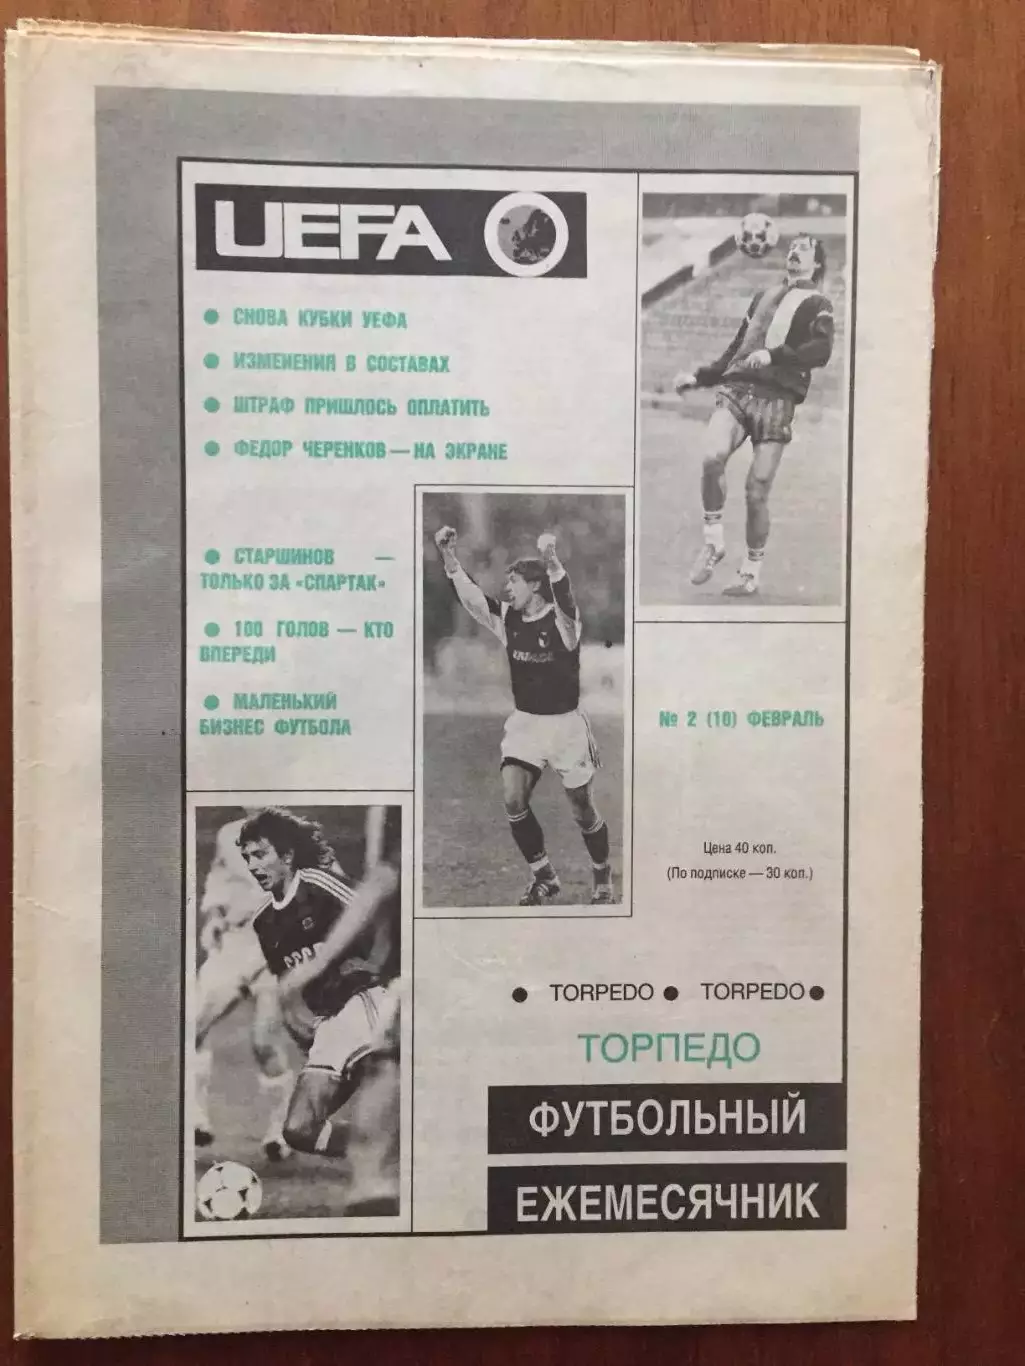 UEFA
● СНОВА КУБКИ УЕФА
● ИЗМЕНЕНИЯ В СОСТАВАХ
● ШТРАФ ПРИШЛОСЬ ОПЛАТИТЬ
● ФЕДОР ЧЕРЕНКОВ — НА ЭКРАНЕ
● СТАРШИНОВ —
ТОЛЬКО ЗА «СПАРТАК»
● 100 ГОЛОВ — КТО
ВПЕРЕДИ
● МАЛЕНЬКИЙ
БИЗНЕС ФУТБОЛА
№ 2 (10) ФЕВРАЛЬ
Цена 40 коп.
(По подписке — 30 коп.)
СССР
● TORPEDO ● TORPEDO ●
ТОРПЕДО
ФУТБОЛЬНЫЙ
ЕЖЕМЕСЯЧНИК